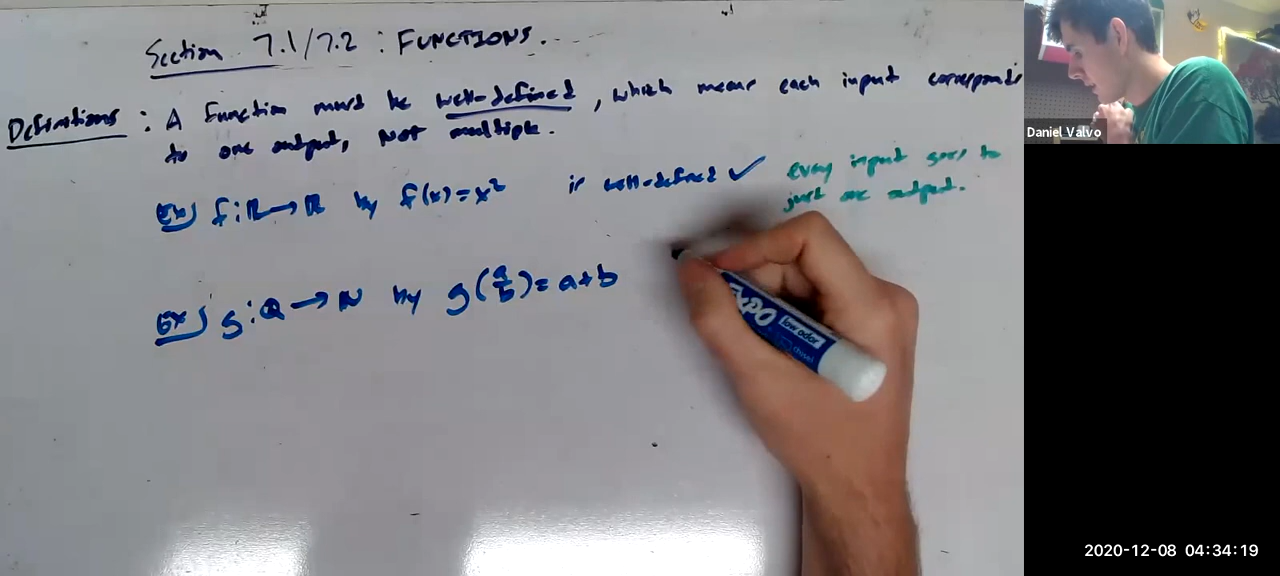 Section 7.1/7.2 : FUNCTIONS.
Definitions : A function must be well-defined, which means each input corresponds
to one output, NOT multiple.
Ex) f:ℝ→ℝ by f(x)=x² is well-defined ✓ every input goes to
just one output.
Ex) g:ℚ→ℕ by g(a/b)=a+b
EXPO
low odor
chisel
Daniel Valvo
2020-12-08 04:34:19